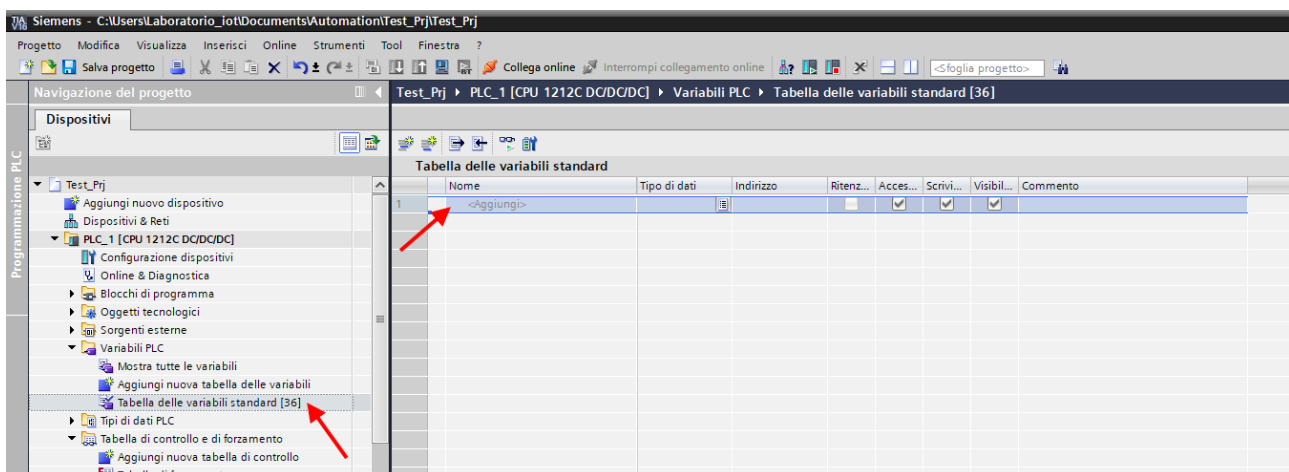 Siemens - C:\Users\Laboratorio_iot\Documents\Automation\Test_Prj\Test_Prj
Progetto Modifica Visualizza Inserisci Online Strumenti Tool Finestra ?
Salva progetto Collega online Interrompi collegamento online <Sfoglia progetto>
Navigazione del progetto
Test_Prj PLC_1 [CPU 1212C DC/DC/DC] Variabili PLC Tabella delle variabili standard [36]
Dispositivi
Tabella delle variabili standard
Nome Tipo di dati Indirizzo Ritenz... Acces... Scrivi... Visibil... Commento
1 <Aggiungi>
Programmazione PLC
Test_Prj
Aggiungi nuovo dispositivo
Dispositivi & Reti
PLC_1 [CPU 1212C DC/DC/DC]
Configurazione dispositivi
Online & Diagnostica
Blocchi di programma
Oggetti tecnologici
Sorgenti esterne
Variabili PLC
Mostra tutte le variabili
Aggiungi nuova tabella delle variabili
Tabella delle variabili standard [36]
Tipi di dati PLC
Tabella di controllo e di forzamento
Aggiungi nuova tabella di controllo